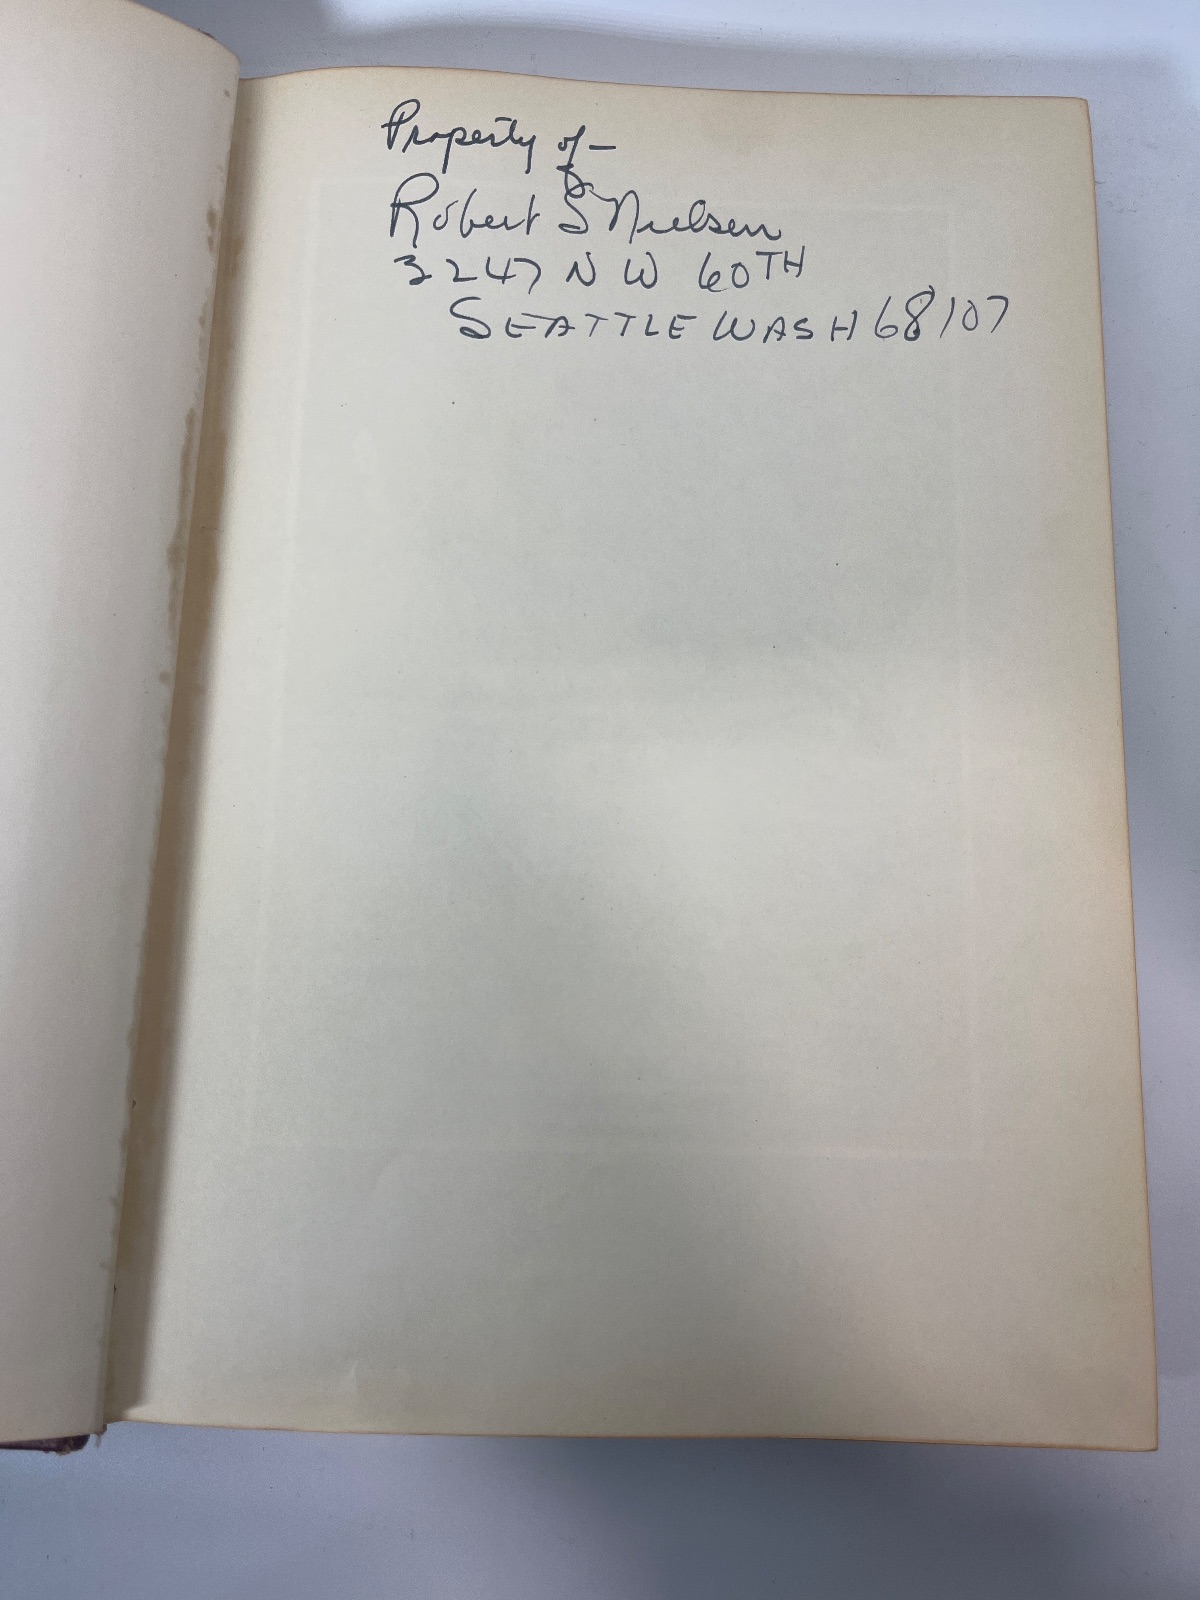 Property of –
Robert S Nielsen
3247 N W 60TH
SEATTLE WASH 68107